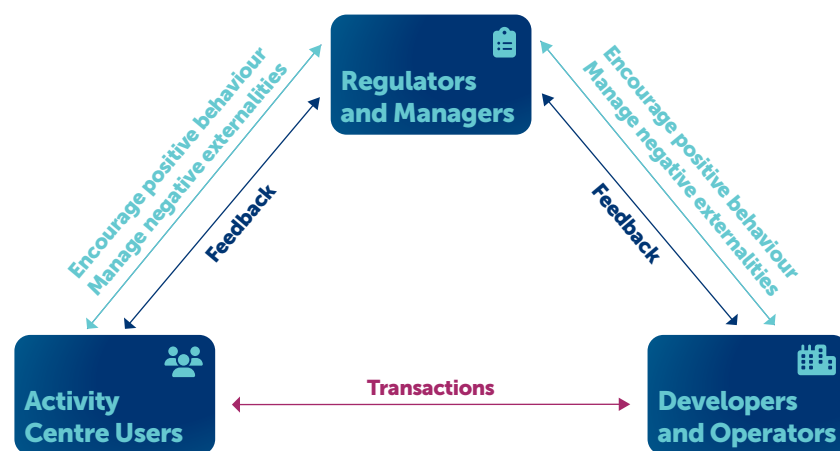 Regulators
and Managers
Encourage positive behaviour
Manage negative externalities
Feedback
Encourage positive behaviour
Manage negative externalities
Feedback
Activity
Centre Users
Transactions
Developers
and Operators